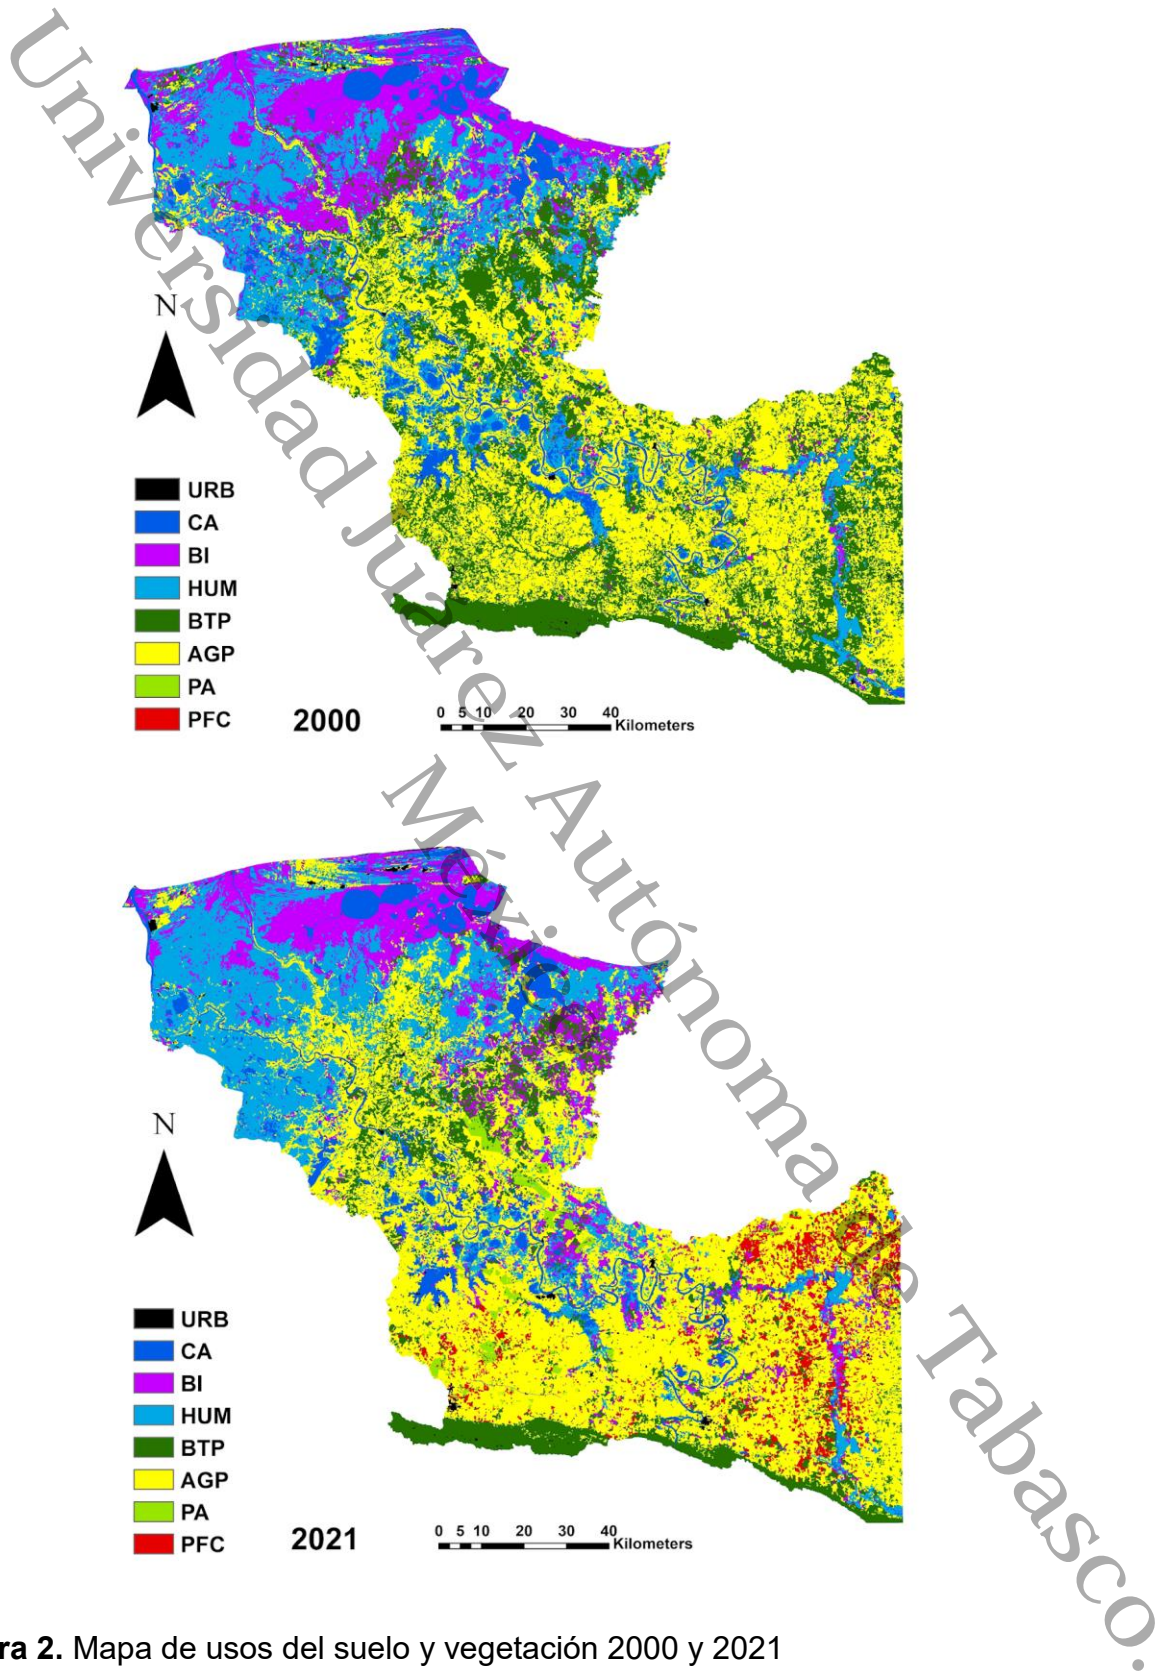 N
URB
CA
BI
HUM
BTP
AGP
PA
PFC
2000
0 5 10 20 30 40
Kilometers
N
URB
CA
BI
HUM
BTP
AGP
PA
PFC
2021
0 5 10 20 30 40
Kilometers
ra 2. Mapa de usos del suelo y vegetación 2000 y 2021
Universidad Juárez Autónoma de Tabasco.
México.